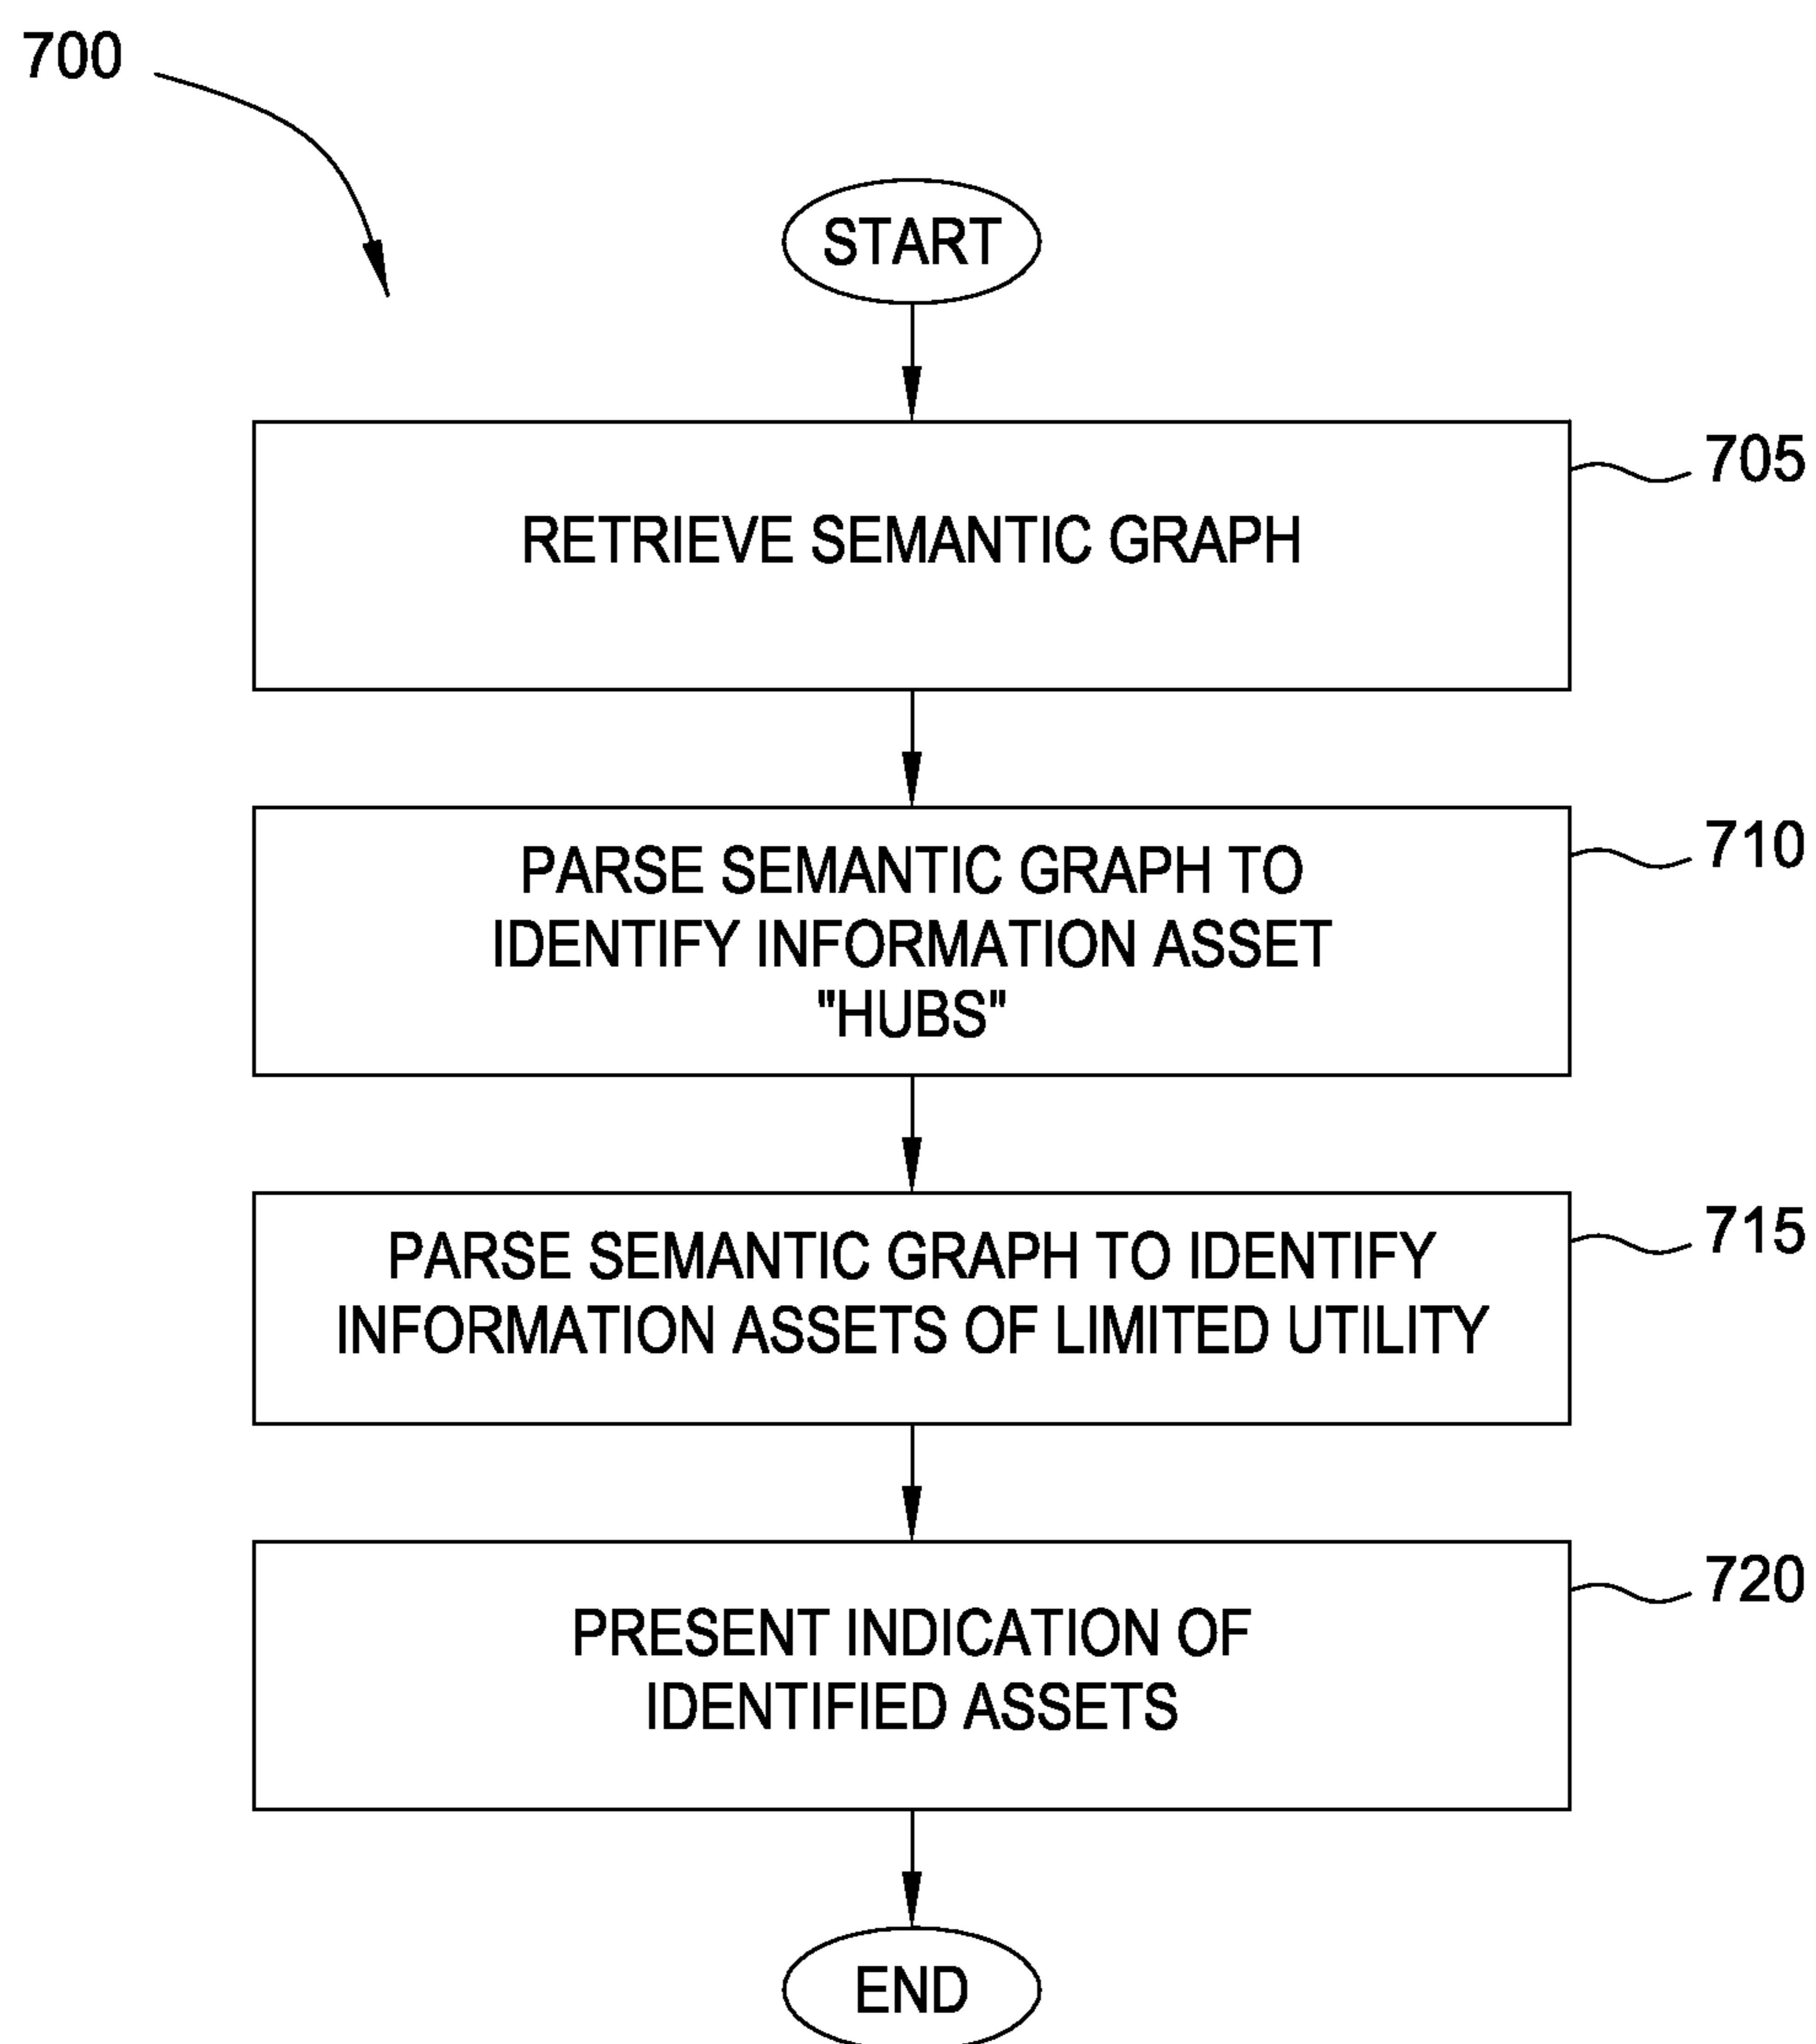 700
START
705
RETRIEVE SEMANTIC GRAPH
710
PARSE SEMANTIC GRAPH TO
IDENTIFY INFORMATION ASSET
"HUBS"
715
PARSE SEMANTIC GRAPH TO IDENTIFY
INFORMATION ASSETS OF LIMITED UTILITY
720
PRESENT INDICATION OF
IDENTIFIED ASSETS
END